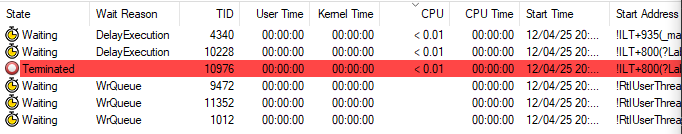 State Wait Reason TID User Time Kernel Time CPU CPU Time Start Time Start Address
Waiting DelayExecution 4340 00:00:00 00:00:00 < 0.01 00:00:00 12/04/25 20:... !ILT+935(_ma
Waiting DelayExecution 10228 00:00:00 00:00:00 < 0.01 00:00:00 12/04/25 20:... !ILT+800(?Lal
Terminated 10976 00:00:00 00:00:00 < 0.01 00:00:00 12/04/25 20:... !ILT+800(?Lal
Waiting WrQueue 9472 00:00:00 00:00:00 00:00:00 12/04/25 20:... !RtlUserThrea
Waiting WrQueue 11352 00:00:00 00:00:00 00:00:00 12/04/25 20:... !RtlUserThrea
Waiting WrQueue 1012 00:00:00 00:00:00 00:00:00 12/04/25 20:... !RtlUserThrea